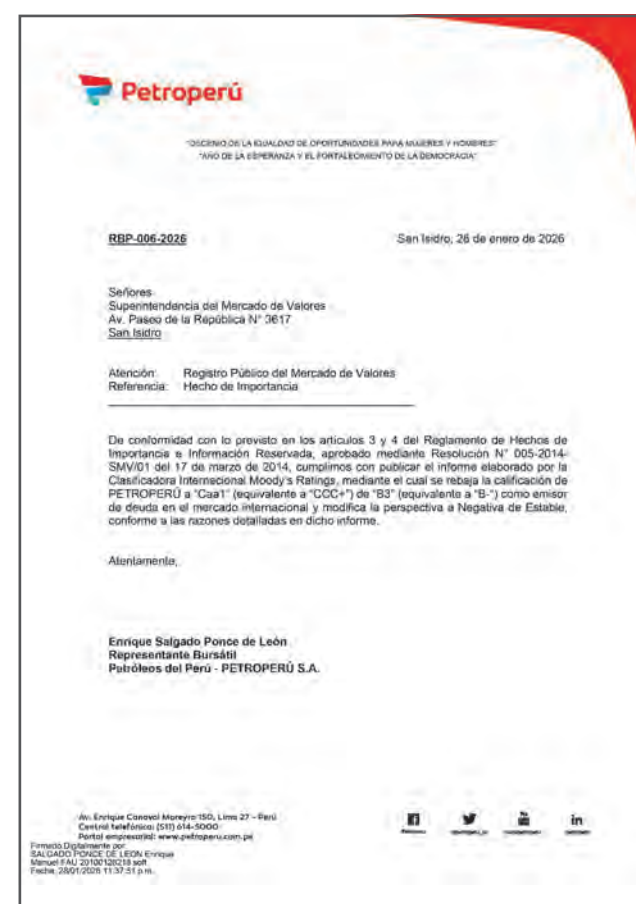 Petroperú
"DECENIO DE LA IGUALDAD DE OPORTUNIDADES PARA MUJERES Y HOMBRES"
"AÑO DE LA ESPERANZA Y EL FORTALECIMIENTO DE LA DEMOCRACIA"
RBP-006-2026 San Isidro, 26 de enero de 2026
Señores
Superintendencia del Mercado de Valores
Av. Paseo de la República N° 3617
San Isidro
Atención: Registro Público del Mercado de Valores
Referencia: Hecho de Importancia
De conformidad con lo previsto en los artículos 3 y 4 del Reglamento de Hechos de
Importancia e Información Reservada, aprobado mediante Resolución N° 005-2014-
SMV/01 del 17 de marzo de 2014, cumplimos con publicar el informe elaborado por la
Clasificadora Internacional Moody's Ratings, mediante el cual se rebaja la calificación de
PETROPERÚ a "Caa1" (equivalente a "CCC+") de "B3" (equivalente a "B-") como emisor
de deuda en el mercado internacional y modifica la perspectiva a Negativa de Estable,
conforme a las razones detalladas en dicho informe.
Atentamente,
Enrique Salgado Ponce de León
Representante Bursátil
Petróleos del Perú - PETROPERÚ S.A.
Av. Enrique Canaval Moreyra 150, Lima 27 - Perú
Central telefónica: (511) 614-5000
Portal empresarial: www.petroperu.com.pe
Firmado Digitalmente por:
SALGADO PONCE DE LEON Enrique
Manuel FAU 20100128218 soft
Fecha: 28/01/2026 11:37:51 p.m.